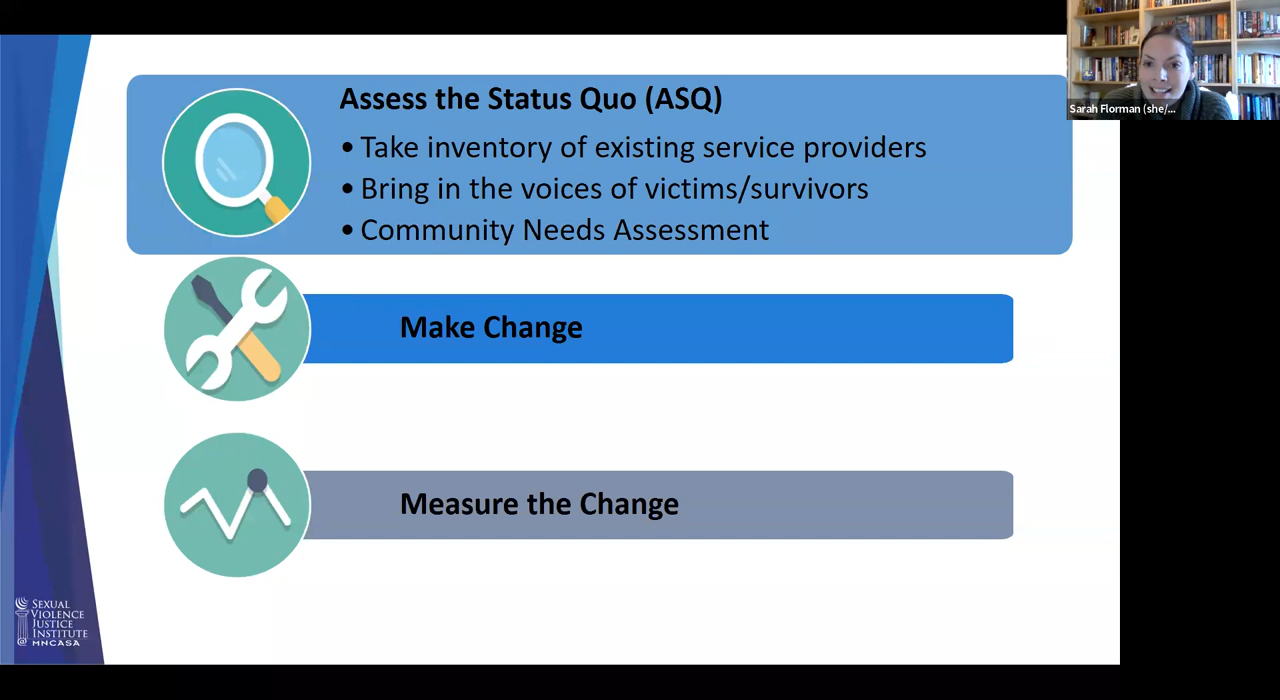 Assess the Status Quo (ASQ)
• Take inventory of existing service providers
• Bring in the voices of victims/survivors
• Community Needs Assessment
Make Change
Measure the Change
Sarah Florman (she/...
SEXUAL
VIOLENCE
JUSTICE
INSTITUTE
@ MNCASA